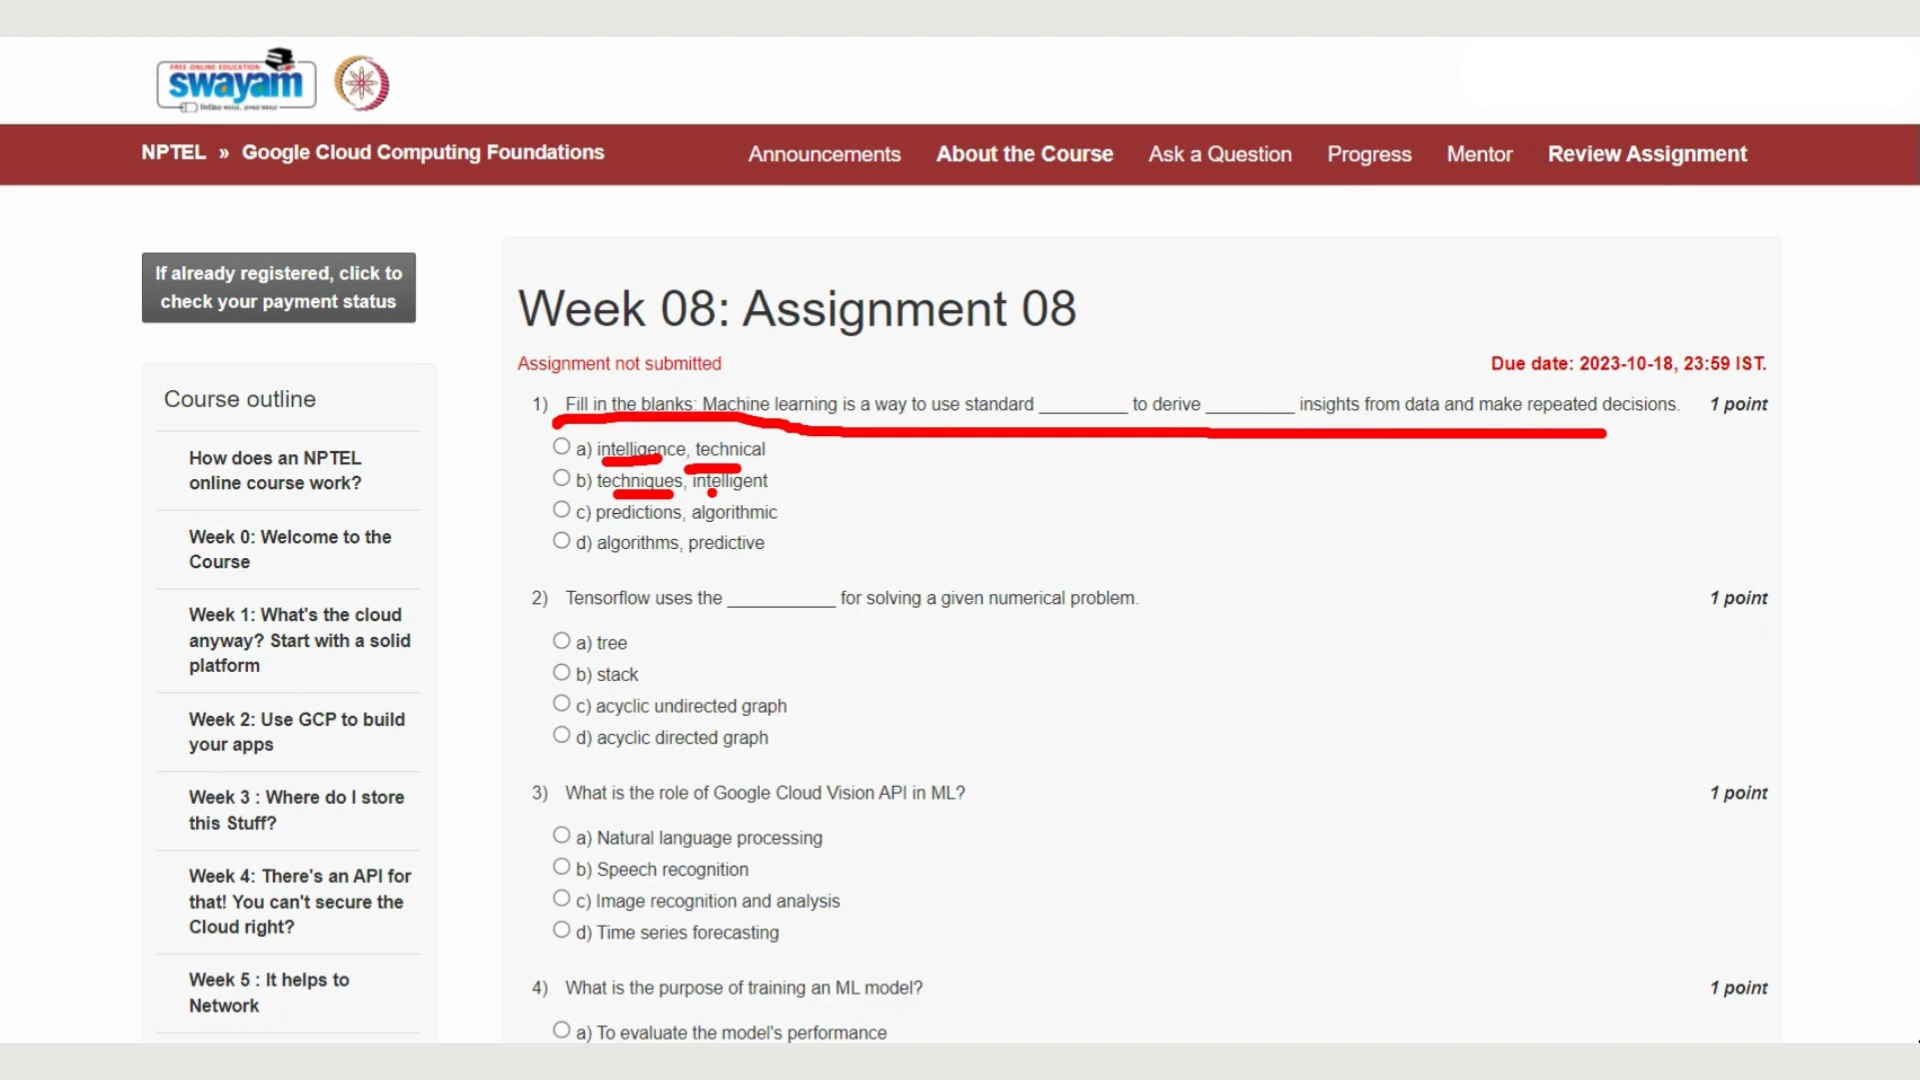 FREE ONLINE EDUCATION
swayam
NPTEL » Google Cloud Computing Foundations
Announcements
About the Course
Ask a Question
Progress
Mentor
Review Assignment
If already registered, click to
check your payment status
Course outline
How does an NPTEL
online course work?
Week 0: Welcome to the
Course
Week 1: What's the cloud
anyway? Start with a solid
platform
Week 2: Use GCP to build
your apps
Week 3 : Where do I store
this Stuff?
Week 4: There's an API for
that! You can't secure the
Cloud right?
Week 5 : It helps to
Network
Week 08: Assignment 08
Assignment not submitted
Due date: 2023-10-18, 23:59 IST.
1) Fill in the blanks: Machine learning is a way to use standard _________ to derive _________ insights from data and make repeated decisions. 1 point
a) intelligence, technical
b) techniques, intelligent
c) predictions, algorithmic
d) algorithms, predictive
2) Tensorflow uses the ___________ for solving a given numerical problem. 1 point
a) tree
b) stack
c) acyclic undirected graph
d) acyclic directed graph
3) What is the role of Google Cloud Vision API in ML? 1 point
a) Natural language processing
b) Speech recognition
c) Image recognition and analysis
d) Time series forecasting
4) What is the purpose of training an ML model? 1 point
a) To evaluate the model's performance